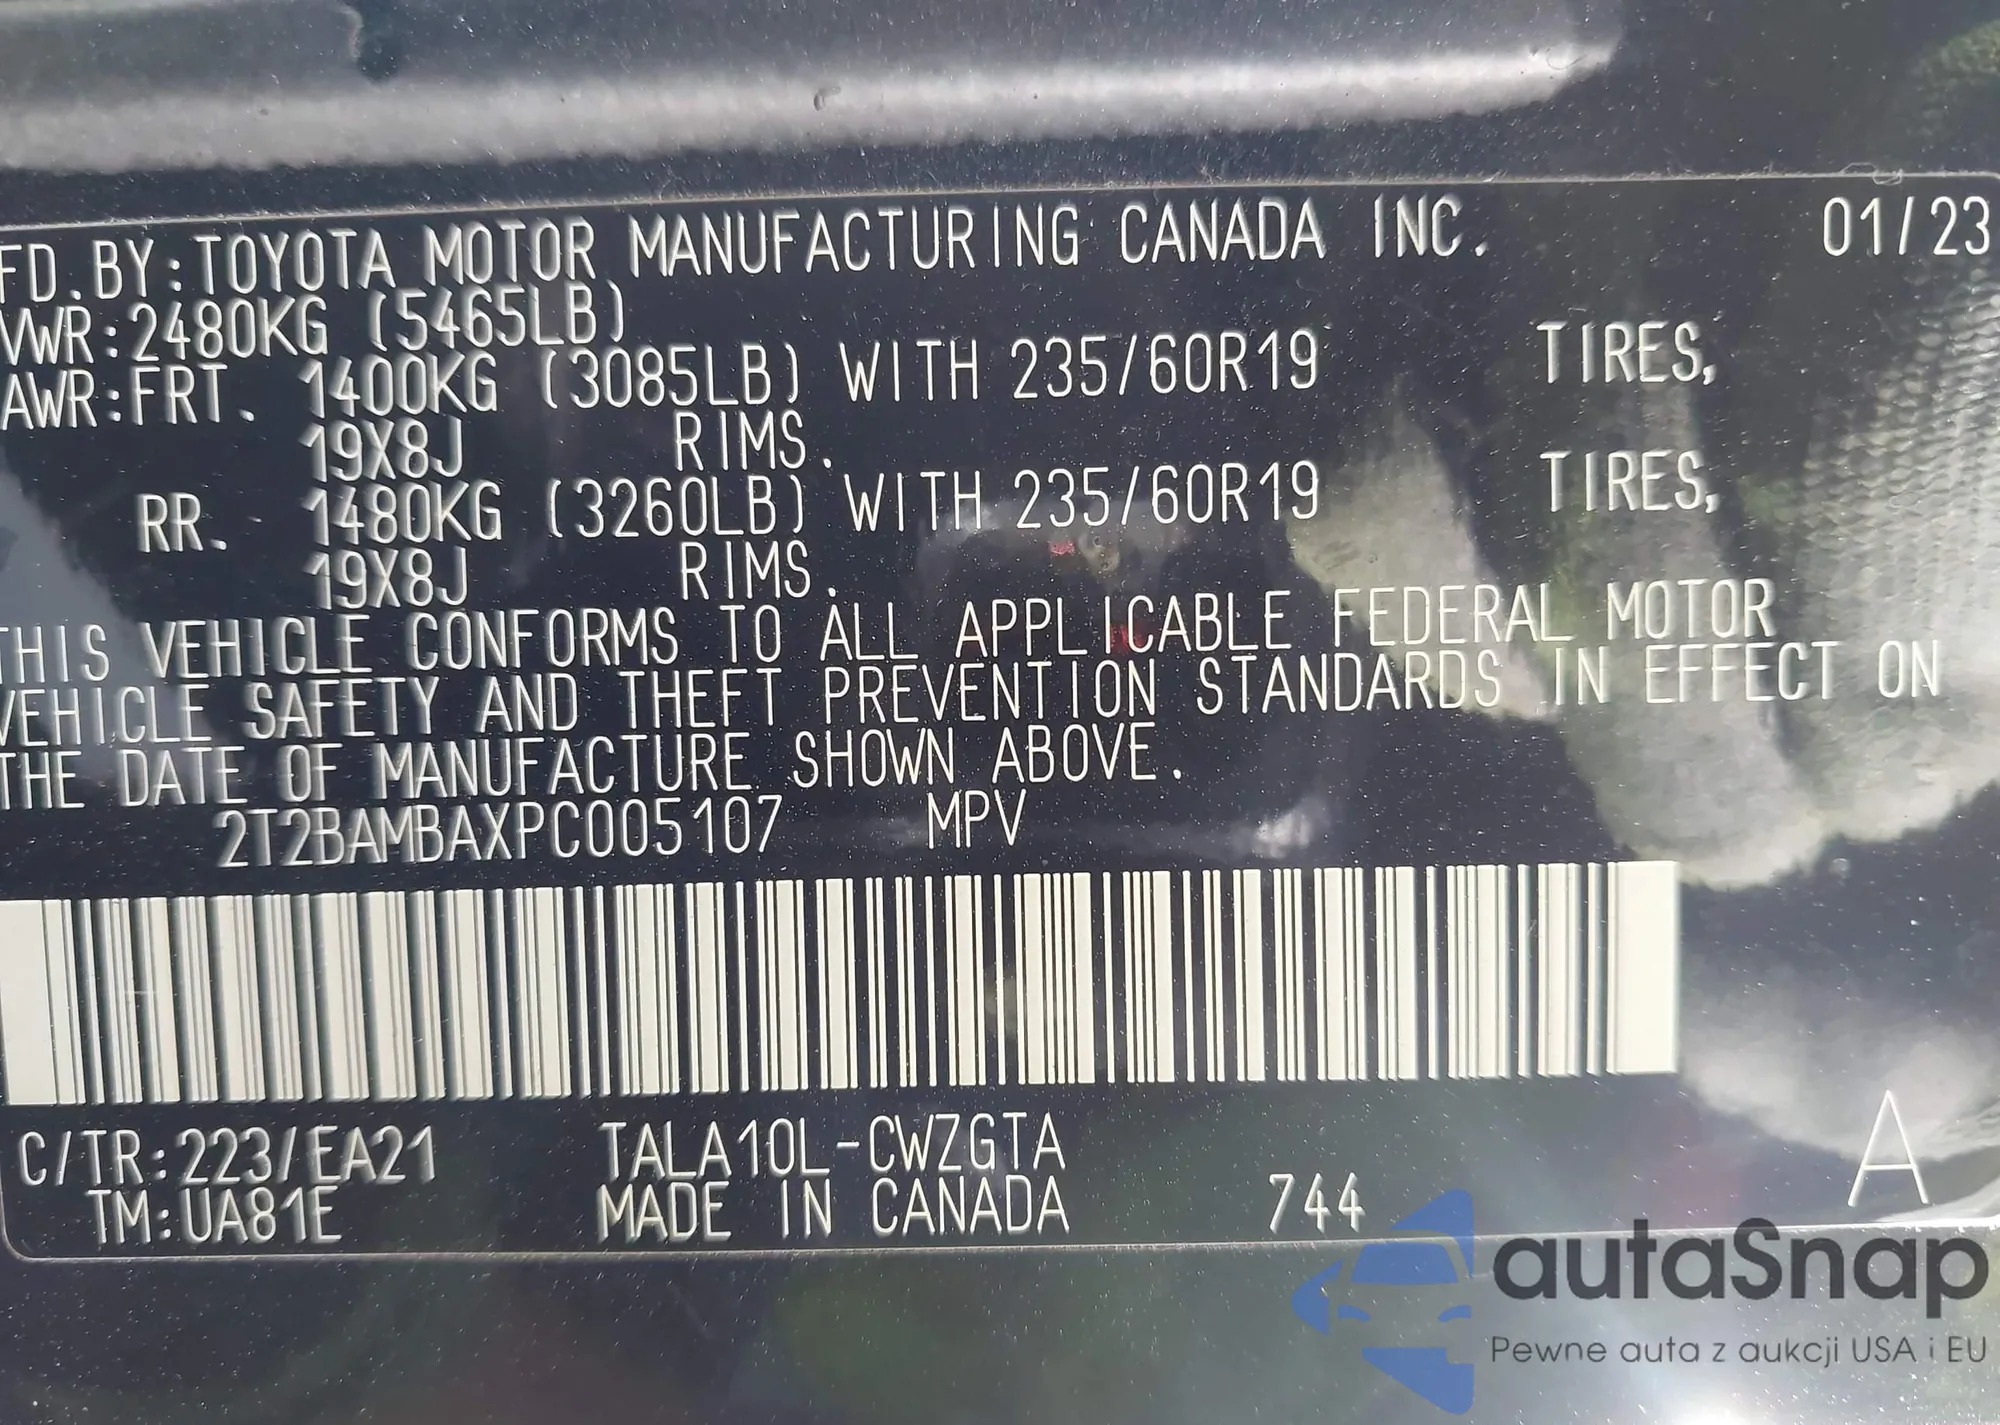 FD. BY: TOYOTA MOTOR MANUFACTURING CANADA INC. 01/23
VWR: 2480KG (5465LB)
AWR: FRT. 1400KG (3085LB) WITH 235/60R19 TIRES,
19X8J RIMS.
RR. 1480KG (3260LB) WITH 235/60R19 TIRES,
19X8J RIMS.
THIS VEHICLE CONFORMS TO ALL APPLICABLE FEDERAL MOTOR
VEHICLE SAFETY AND THEFT PREVENTION STANDARDS IN EFFECT ON
THE DATE OF MANUFACTURE SHOWN ABOVE.
2T2BAMBAXPC005107 MPV
C/TR: 223/EA21 TALA10L-CWZGTA A
TM: UA81E MADE IN CANADA 744
autaSnap
Pewne auta z aukcji USA i EU